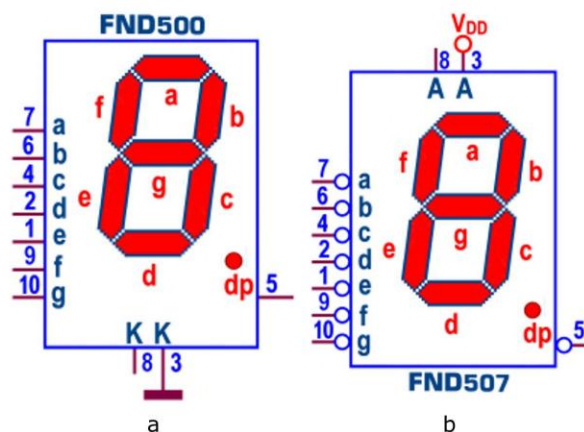 FND500
7 a
6 b
4 c
2 d
1 e
9 f
10 g
a
f
b
g
e
c
d
dp
5
K K
8 3
a
VDD
8 3
A A
7 a
6 b
4 c
2 d
1 e
9 f
10 g
a
f
b
g
e
c
d
dp
5
FND507
b